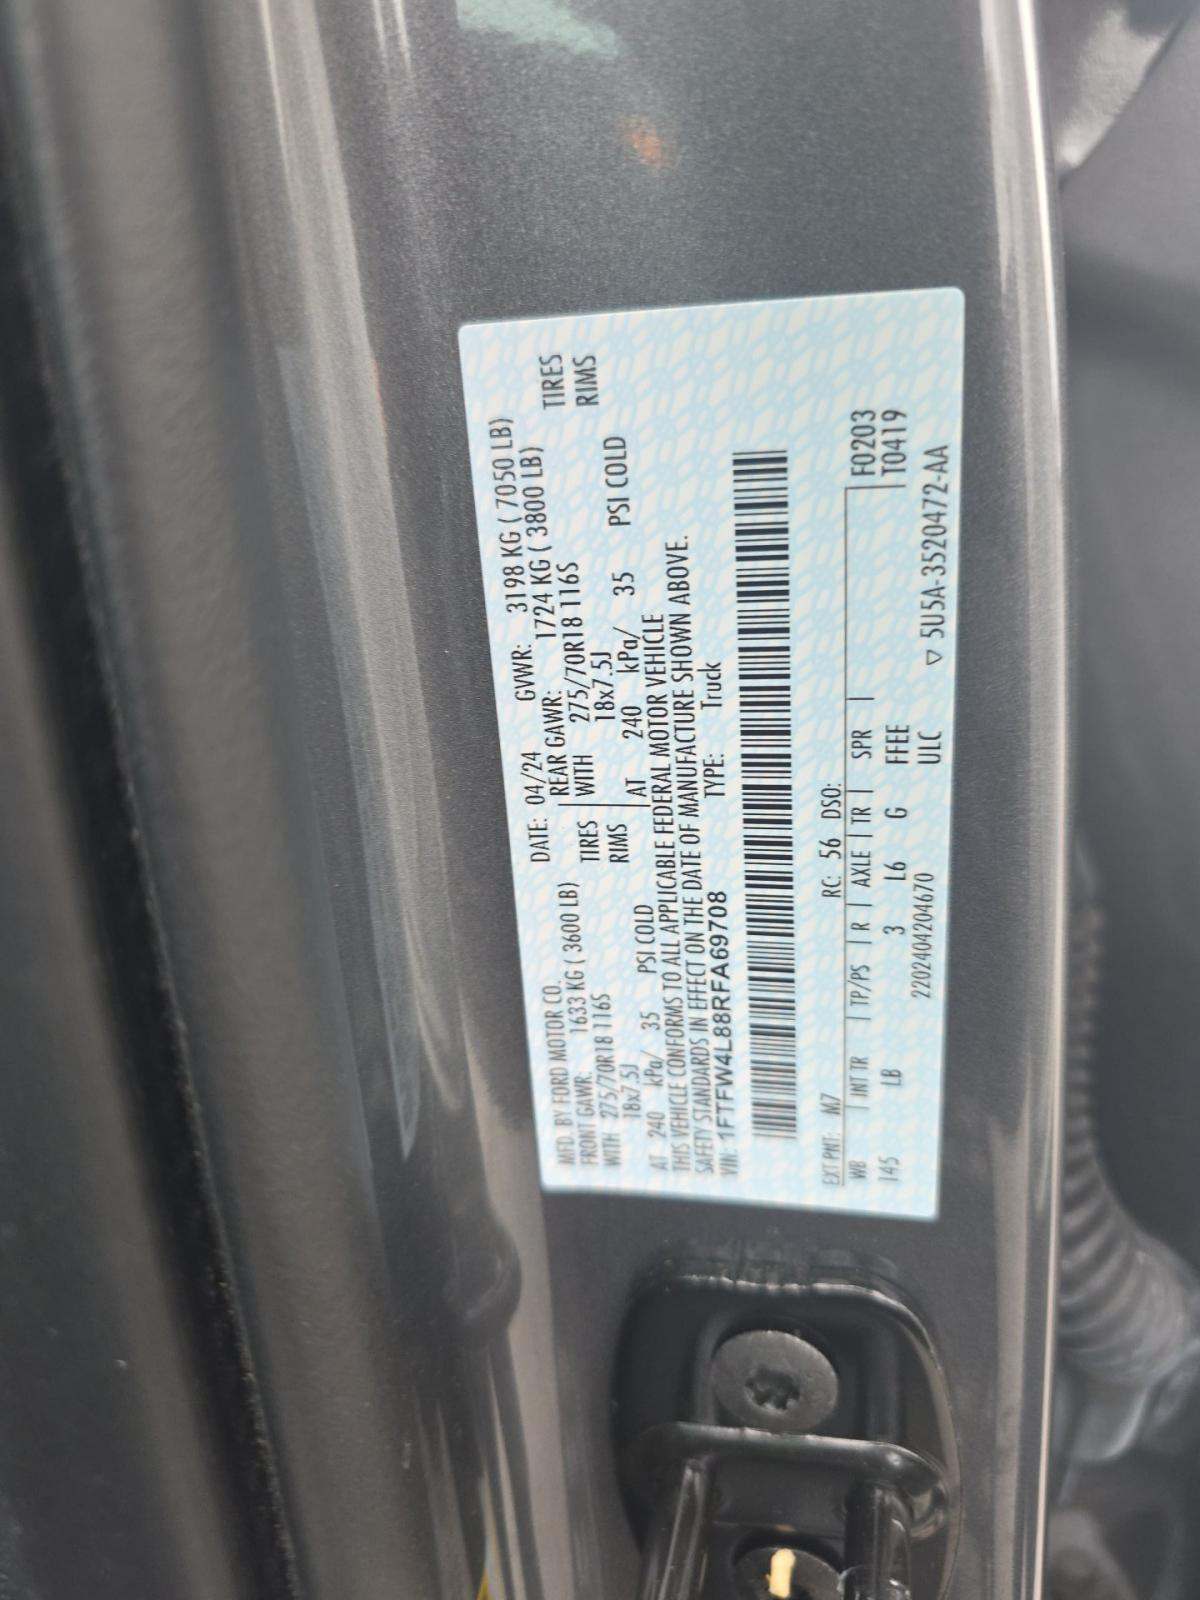 MFD. BY FORD MOTOR CO.
DATE: 04/24 GVWR: 3198 KG ( 7050 LB)
FRONT GAWR: 1633 KG ( 3600 LB) REAR GAWR: 1724 KG ( 3800 LB)
WITH 275/70R18 116S TIRES WITH 275/70R18 116S TIRES
18x7.5J RIMS 18x7.5J RIMS
AT 240 kPa/ 35 PSI COLD AT 240 kPa/ 35 PSI COLD
THIS VEHICLE CONFORMS TO ALL APPLICABLE FEDERAL MOTOR VEHICLE
SAFETY STANDARDS IN EFFECT ON THE DATE OF MANUFACTURE SHOWN ABOVE.
VIN: 1FTFW4L88RFA69708 TYPE: Truck
EXT PNT: M7 RC: 56 DSO:
WB INT TR TP/PS R AXLE TR SPR F0203
145 LB 3 L6 G FFEE T0419
2202404204670 ULC ▽ 5U5A-3520472-AA